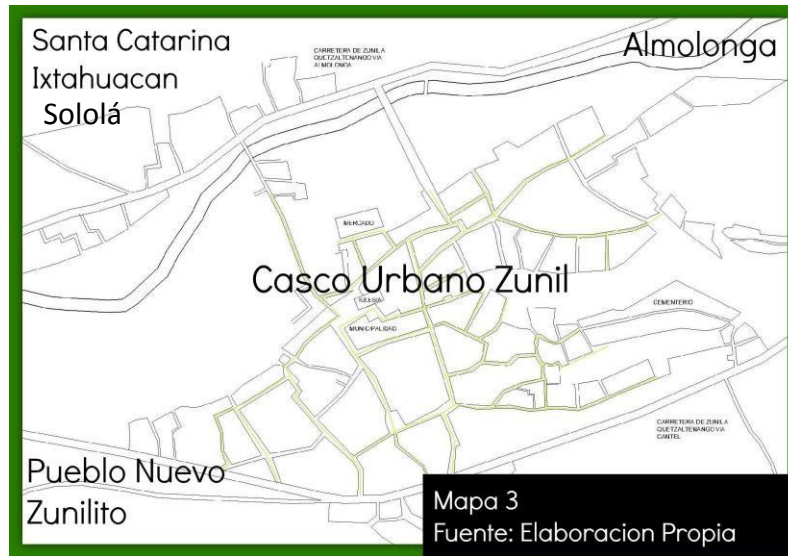 Santa Catarina
Ixtahuacan
Sololá
CARRETERA DE ZUNIL A
QUETZALTENANGO VIA
ALMOLONGA
Almolonga
MERCADO
Casco Urbano Zunil
IGLESIA
MUNICIPALIDAD
CEMENTERIO
CARRETERA DE ZUNIL A
QUETZALTENANGO VIA
CANTEL
Pueblo Nuevo
Zunilito
Mapa 3
Fuente: Elaboracion Propia